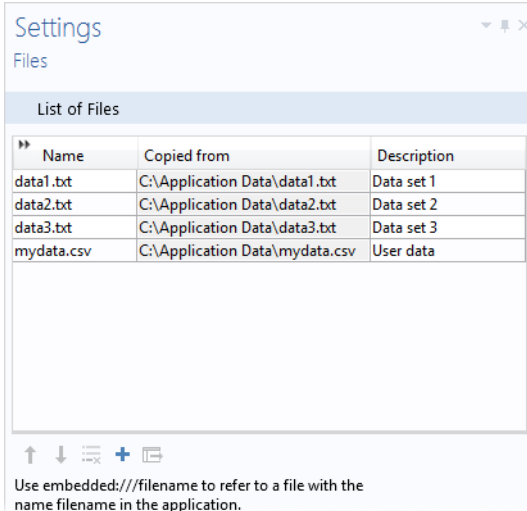 Settings
Files
List of Files
Name Copied from Description
data1.txt C:\Application Data\data1.txt Data set 1
data2.txt C:\Application Data\data2.txt Data set 2
data3.txt C:\Application Data\data3.txt Data set 3
mydata.csv C:\Application Data\mydata.csv User data
Use embedded:///filename to refer to a file with the
name filename in the application.